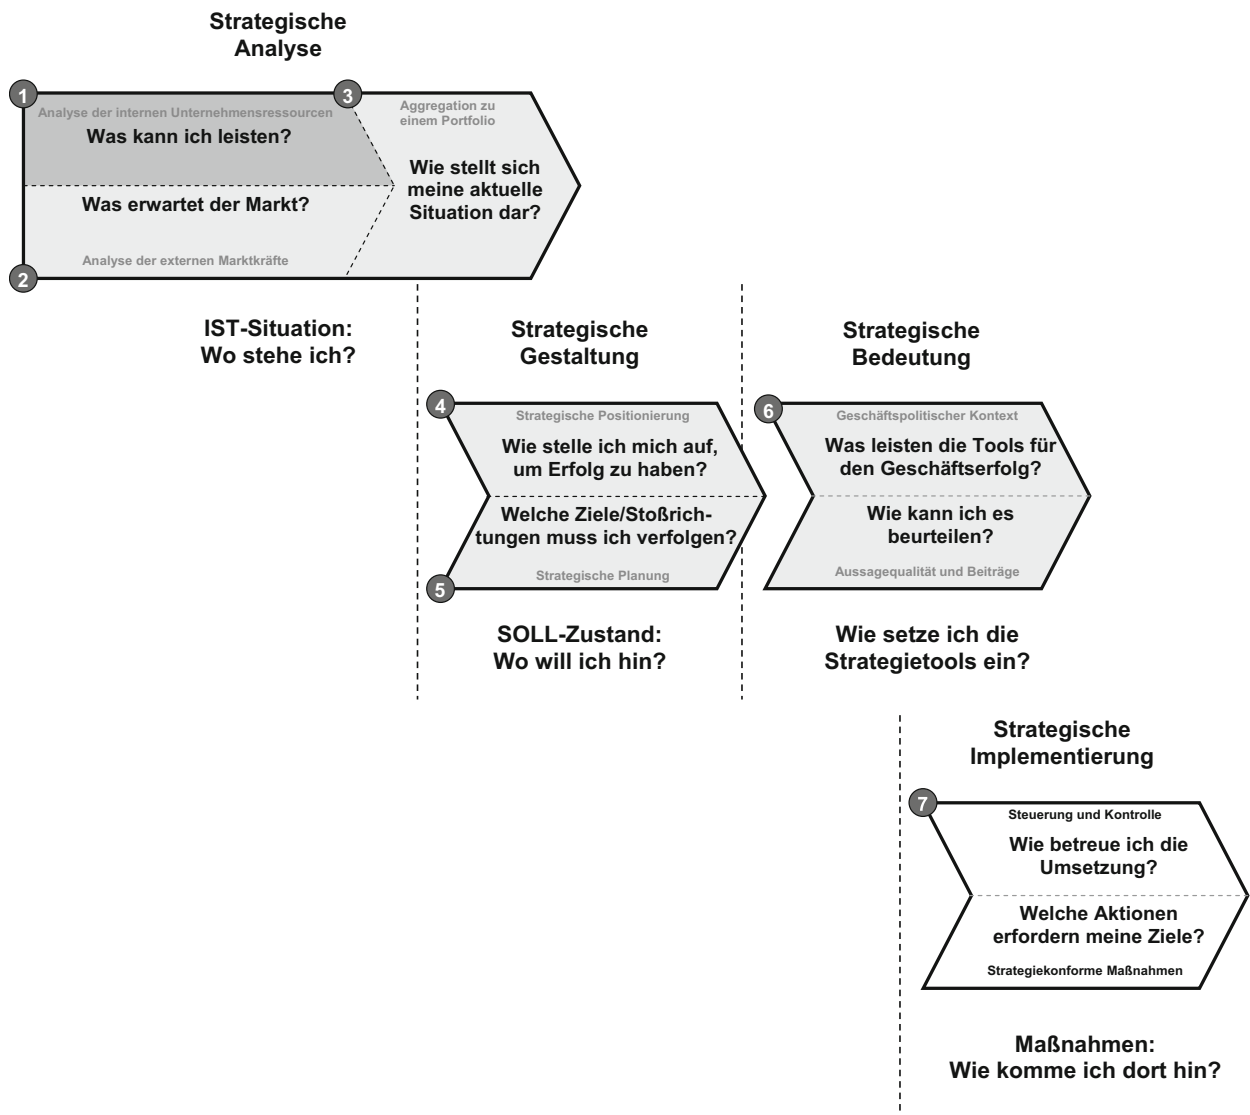 Strategische
Analyse
1
3
Analyse der internen Unternehmensressourcen
Was kann ich leisten?
Aggregation zu
einem Portfolio
Wie stellt sich
meine aktuelle
Situation dar?
Was erwartet der Markt?
Analyse der externen Marktkräfte
2
IST-Situation:
Wo stehe ich?
Strategische
Gestaltung
4
Strategische Positionierung
Wie stelle ich mich auf,
um Erfolg zu haben?
Welche Ziele/Stoßrich-
tungen muss ich verfolgen?
Strategische Planung
5
SOLL-Zustand:
Wo will ich hin?
Strategische
Bedeutung
6
Geschäftspolitischer Kontext
Was leisten die Tools für
den Geschäftserfolg?
Wie kann ich es
beurteilen?
Aussagequalität und Beiträge
Wie setze ich die
Strategietools ein?
Strategische
Implementierung
7
Steuerung und Kontrolle
Wie betreue ich die
Umsetzung?
Welche Aktionen
erfordern meine Ziele?
Strategiekonforme Maßnahmen
Maßnahmen:
Wie komme ich dort hin?